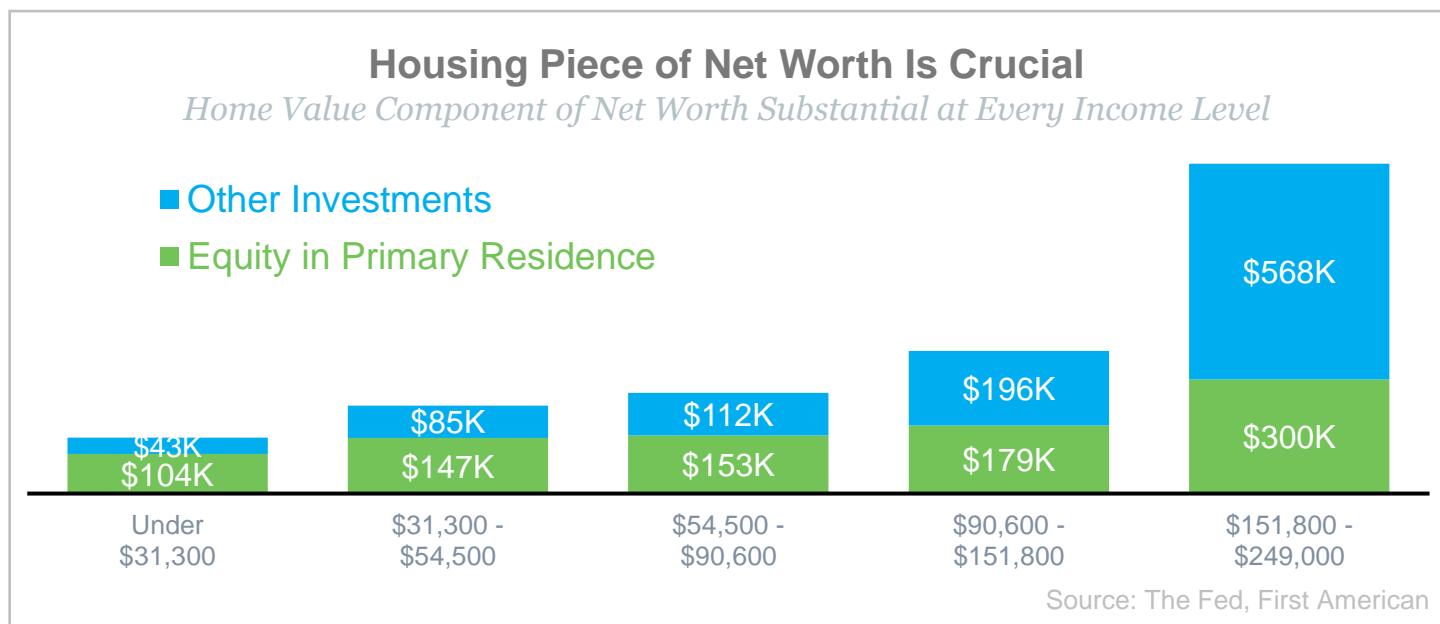 Housing Piece of Net Worth Is Crucial
Home Value Component of Net Worth Substantial at Every Income Level
Other Investments
Equity in Primary Residence
$43K
$104K
$85K
$147K
$112K
$153K
$196K
$179K
$568K
$300K
Under
$31,300
$31,300 -
$54,500
$54,500 -
$90,600
$90,600 -
$151,800
$151,800 -
$249,000
Source: The Fed, First American